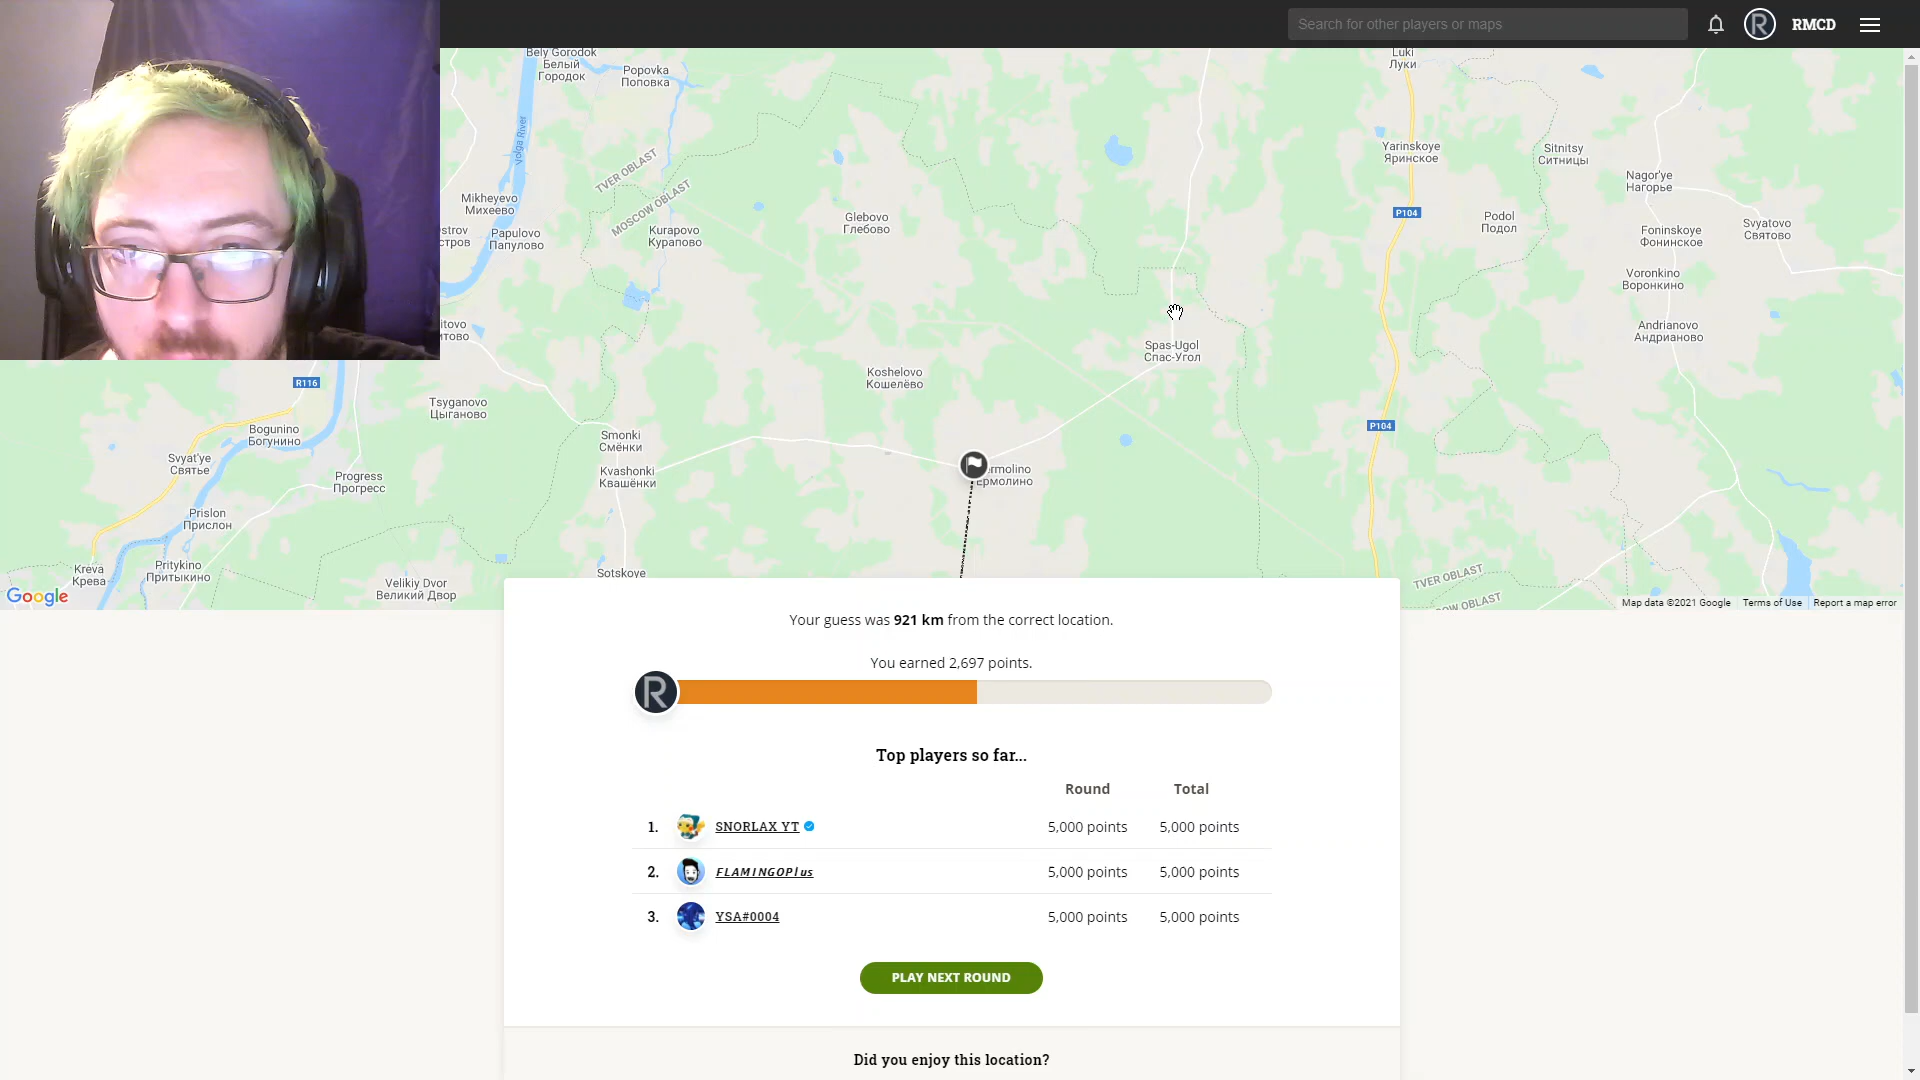 Search for other players or maps
RMCD
Bely Gorodok
Белый
Городок
Popovka
Поповка
Luki
Луки
Volga River
TVER OBLAST
MOSCOW OBLAST
Yarinskoye
Яринское
Sitnitsy
Ситницы
Nagor'ye
Нагорье
Mikheyevo
Михеево
P104
Glebovo
Глебово
Podol
Подол
Svyatovo
Святово
Papulovo
Папулово
Kurapovo
Курапово
Foninskoye
Фонинское
Voronkino
Воронкино
Andrianovo
Андрианово
Spas-Ugol
Спас-Угол
R116
Koshelovo
Кошелёво
Tsyganovo
Цыганово
P104
Bogunino
Богунино
Smonki
Смёнки
Svyat'ye
Святье
Kvashonki
Квашёнки
Progress
Прогресс
ermolino
Ермолино
Prislon
Прислон
Pritykino
Притыкино
Kreva
Крева
Velikiy Dvor
Великий Двор
Sotskoye
TVER OBLAST
OW OBLAST
Google
Map data ©2021 Google
Terms of Use
Report a map error
Your guess was 921 km from the correct location.
You earned 2,697 points.
R
Top players so far...
Round Total
1. SNORLAX YT 5,000 points 5,000 points
2. FLAMINGOPlus 5,000 points 5,000 points
3. YSA#0004 5,000 points 5,000 points
PLAY NEXT ROUND
Did you enjoy this location?